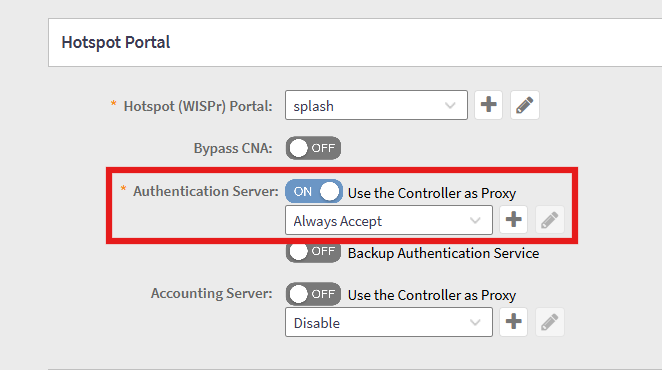 Hotspot Portal
* Hotspot (WISPr) Portal: splash
Bypass CNA: OFF
* Authentication Server: ON Use the Controller as Proxy
Always Accept
OFF Backup Authentication Service
Accounting Server: OFF Use the Controller as Proxy
Disable